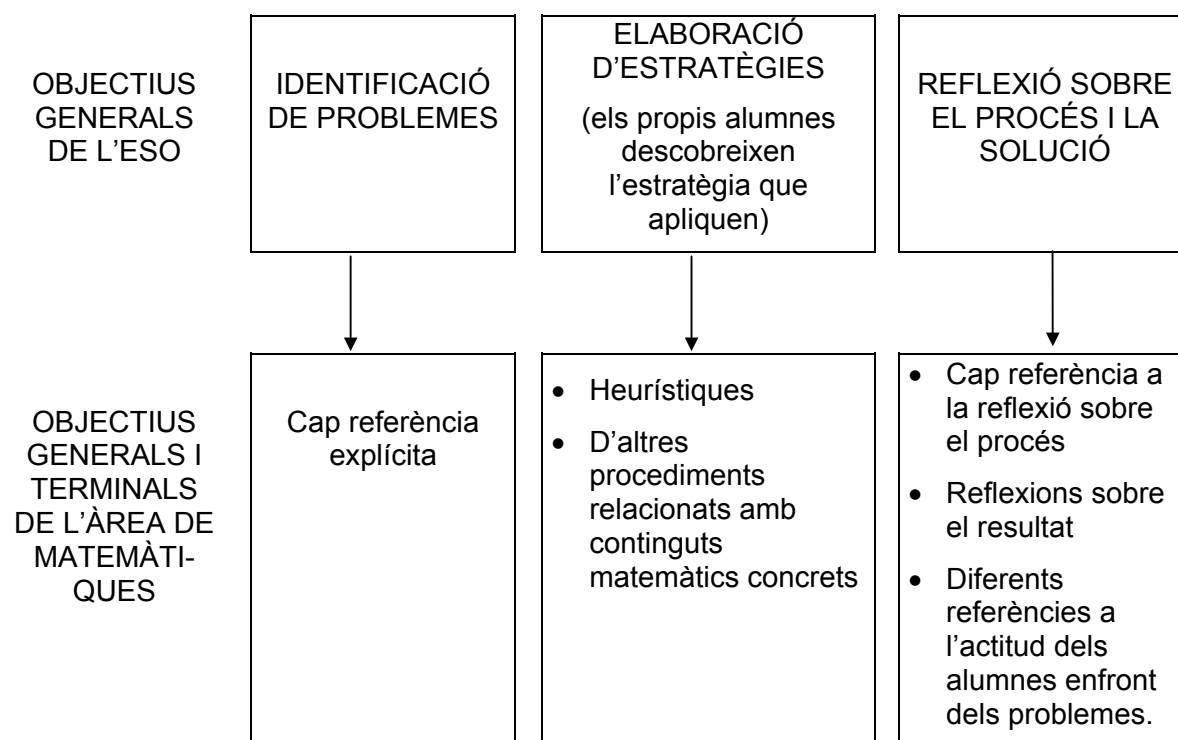 OBJECTIUS
GENERALS
DE L'ESO
IDENTIFICACIÓ
DE PROBLEMES
ELABORACIÓ
D'ESTRATÈGIES
(els propis alumnes
descobreixen
l'estratègia que
apliquen)
REFLEXIÓ SOBRE
EL PROCÉS I LA
SOLUCIÓ
OBJECTIUS
GENERALS I
TERMINALS
DE L'ÀREA DE
MATEMÀTI-
QUES
Cap referència
explícita
• Heurístiques
• D'altres
procediments
relacionats amb
continguts
matemàtics concrets
• Cap referència a
la reflexió sobre
el procés
• Reflexions sobre
el resultat
• Diferents
referències a
l'actitud dels
alumnes enfront
dels problemes.